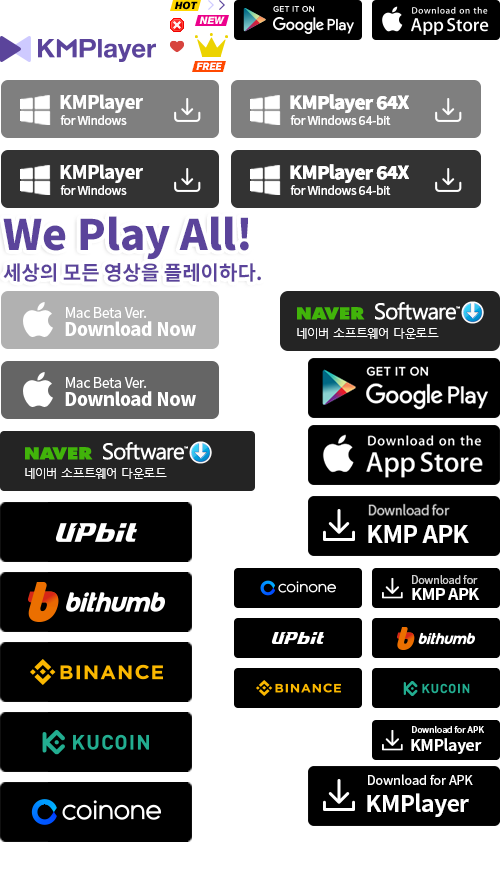 HOT
NEW
FREE
KMPlayer
GET IT ON
Google Play
Download on the
App Store
KMPlayer
for Windows
KMPlayer 64X
for Windows 64-bit
KMPlayer
for Windows
KMPlayer 64X
for Windows 64-bit
We Play All!
세상의 모든 영상을 플레이하다.
Mac Beta Ver.
Download Now
NAVER Software™
네이버 소프트웨어 다운로드
Mac Beta Ver.
Download Now
GET IT ON
Google Play
NAVER Software™
네이버 소프트웨어 다운로드
Download on the
App Store
UPbit
Download for
KMP APK
bithumb
coinone
Download for
KMP APK
UPbit
bithumb
BINANCE
BINANCE
KUCOIN
KUCOIN
Download for APK
KMPlayer
coinone
Download for APK
KMPlayer